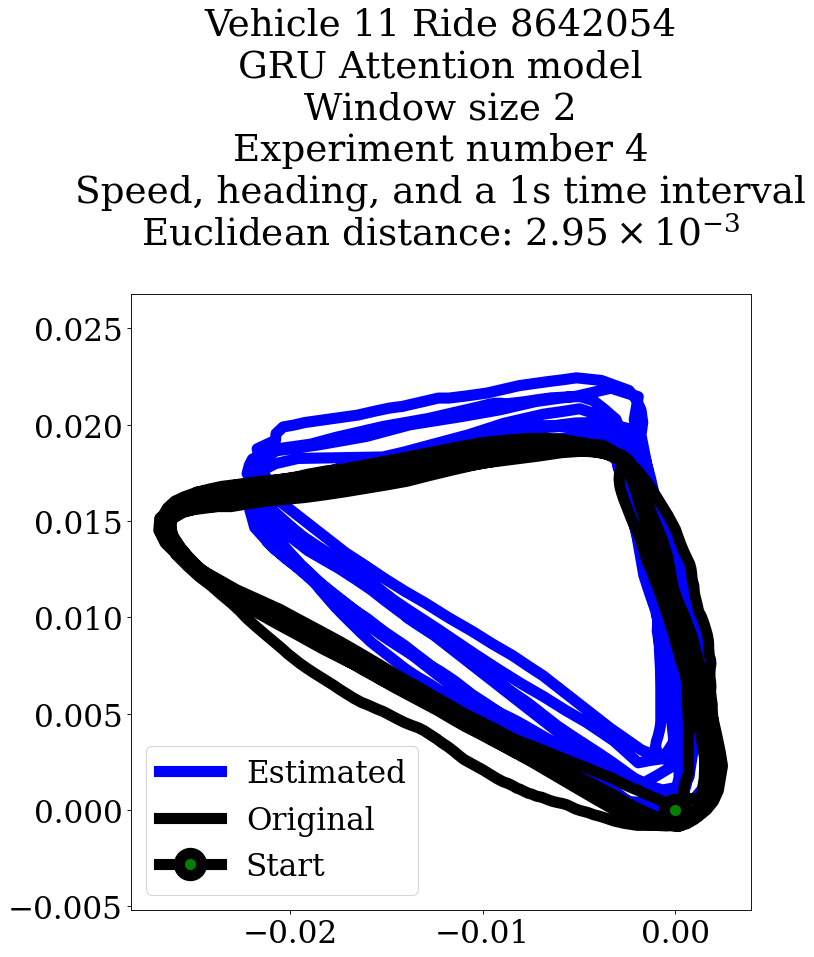 Vehicle 11 Ride 8642054
GRU Attention model
Window size 2
Experiment number 4
Speed, heading, and a 1s time interval
Euclidean distance: 2.95 × 10⁻³
0.025
0.020
0.015
0.010
0.005
0.000
−0.005
Estimated
Original
Start
−0.02 −0.01 0.00